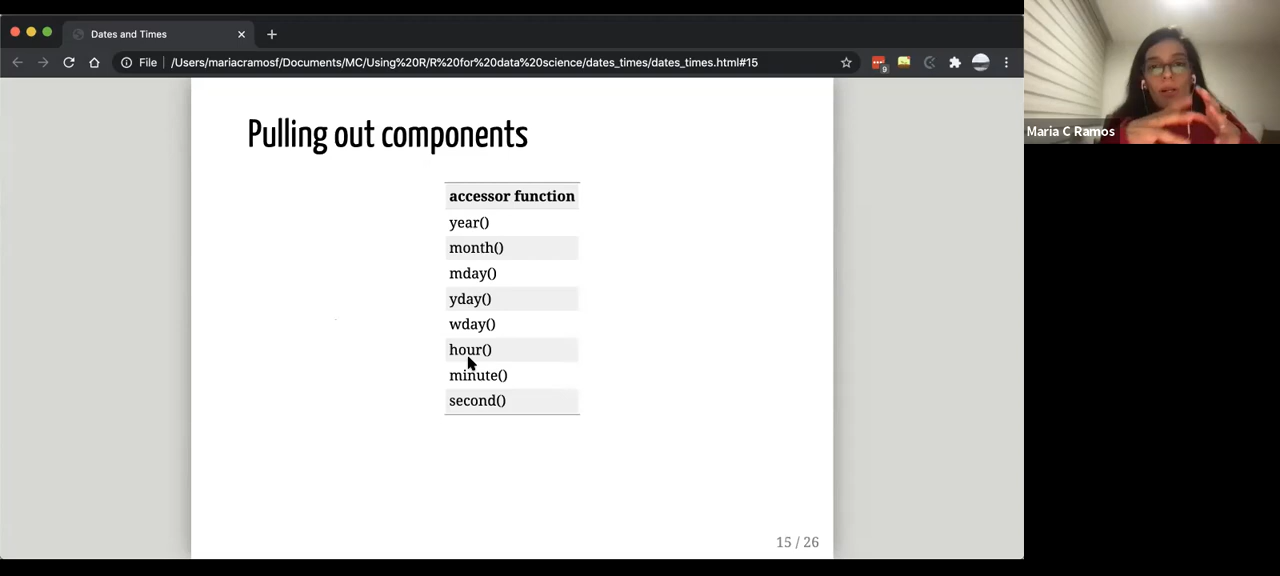 Dates and Times
File
/Users/mariacramosf/Documents/MC/Using%20R/R%20for%20data%20science/dates_times/dates_times.html#15
9
Maria C Ramos
Pulling out components
accessor function
year()
month()
mday()
yday()
wday()
hour()
minute()
second()
15 / 26